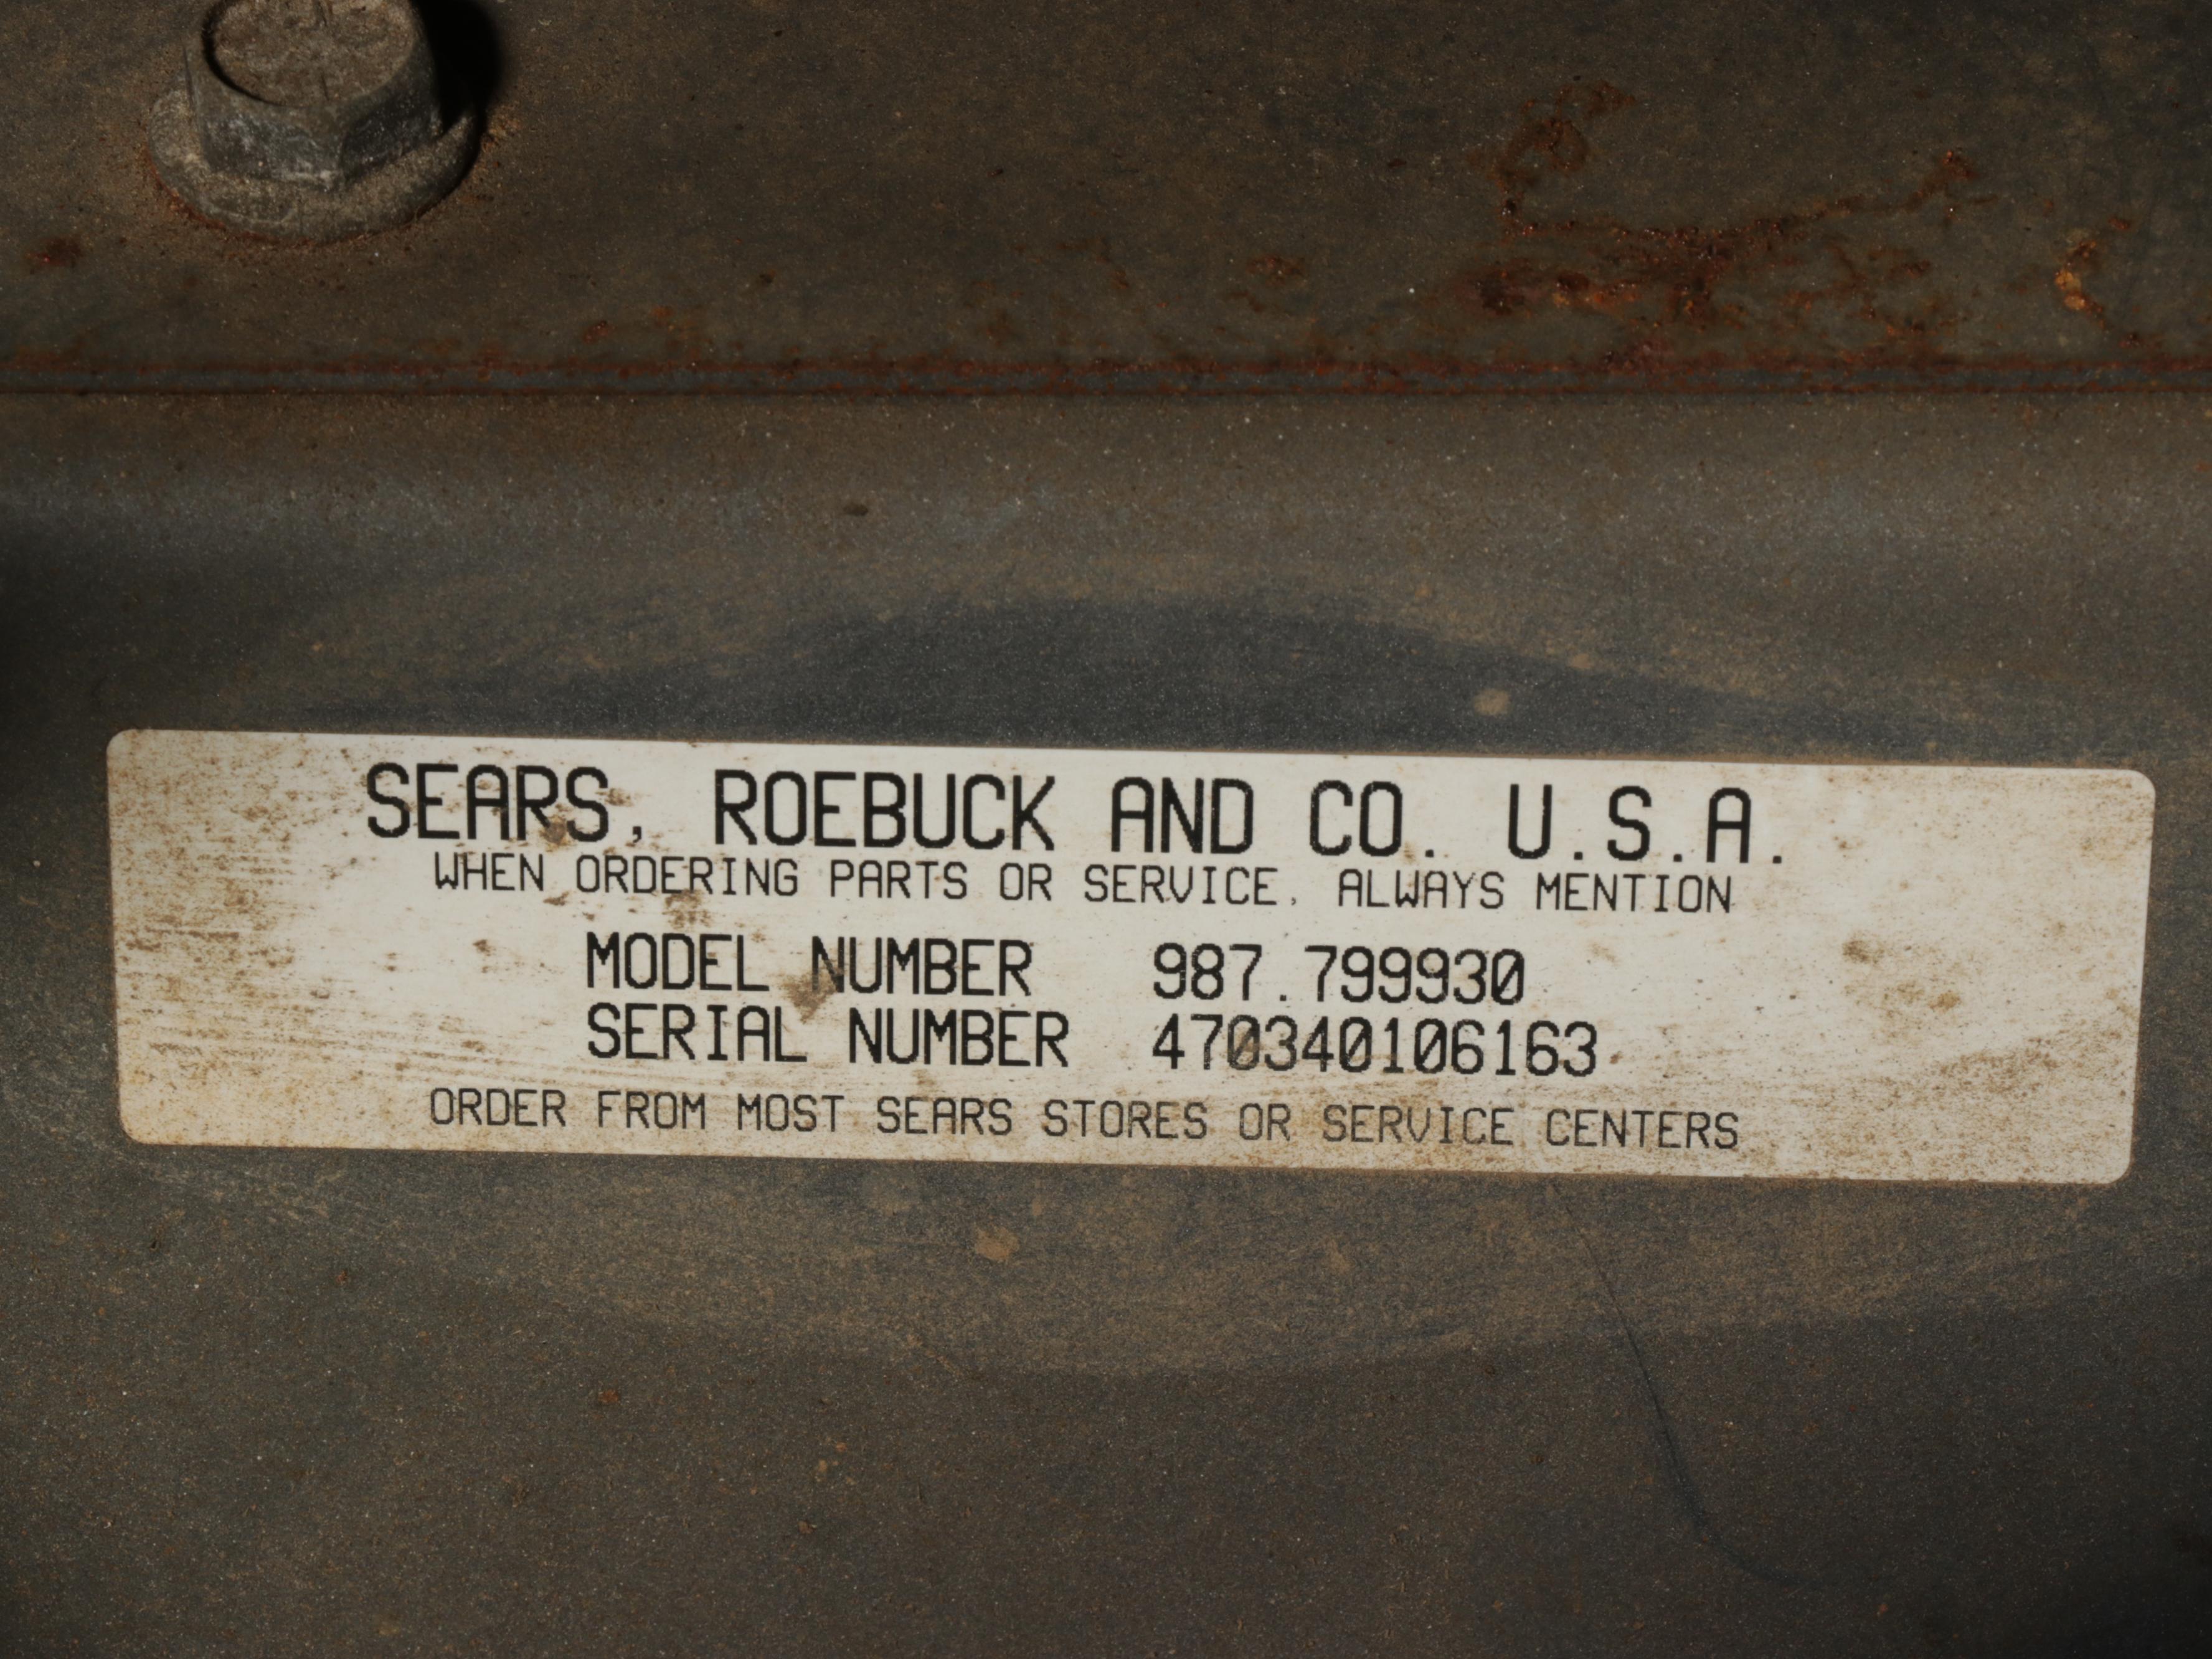 SEARS, ROEBUCK AND CO. U.S.A.
WHEN ORDERING PARTS OR SERVICE, ALWAYS MENTION
MODEL NUMBER 987.799930
SERIAL NUMBER 470340106163
ORDER FROM MOST SEARS STORES OR SERVICE CENTERS